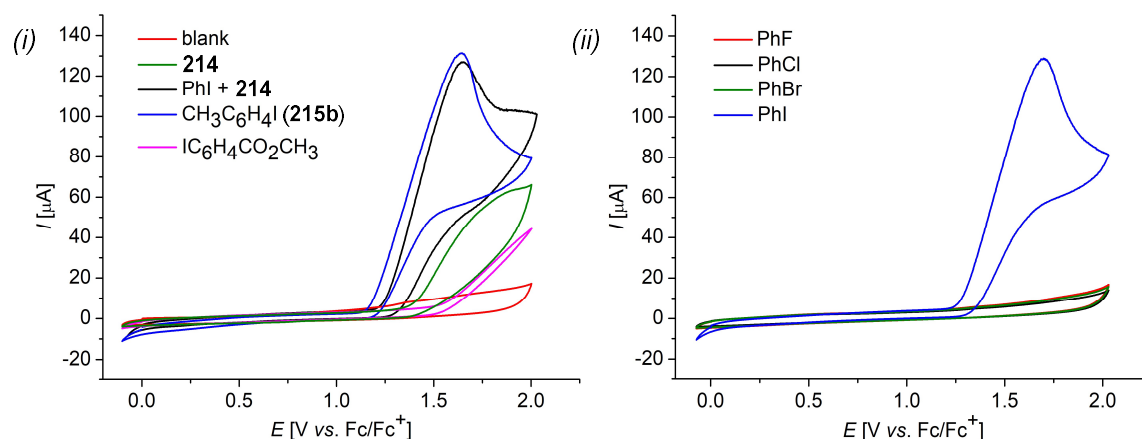 (i)
blank
214
PhI + 214
CH3C6H4I (215b)
IC6H4CO2CH3
140
120
100
80
60
40
20
0
-20
I [µA]
0.0 0.5 1.0 1.5 2.0
E [V vs. Fc/Fc+]
(ii)
PhF
PhCl
PhBr
PhI
140
120
100
80
60
40
20
0
-20
I [µA]
0.0 0.5 1.0 1.5 2.0
E [V vs. Fc/Fc+]